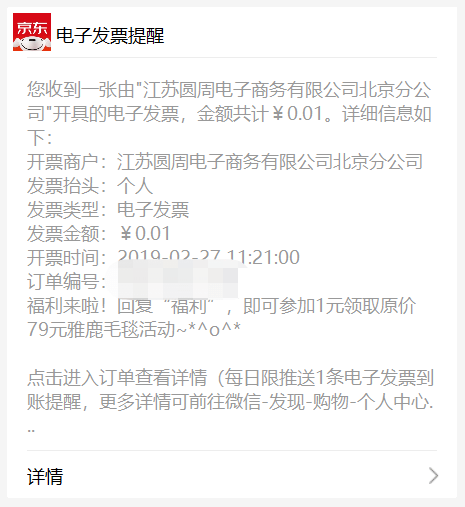 京东
电子发票提醒
您收到一张由"江苏圆周电子商务有限公司北京分公
司"开具的电子发票，金额共计￥0.01。详细信息如
下：
开票商户：江苏圆周电子商务有限公司北京分公司
发票抬头：个人
发票类型：电子发票
发票金额：￥0.01
开票时间：2019-02-27 11:21:00
订单编号：
福利来啦！回复“福利”，即可参加1元领取原价
79元雅鹿毛毯活动~*^o^*
点击进入订单查看详情（每日限推送1条电子发票到
账提醒，更多详情可前往微信-发现-购物-个人中心.
..
详情